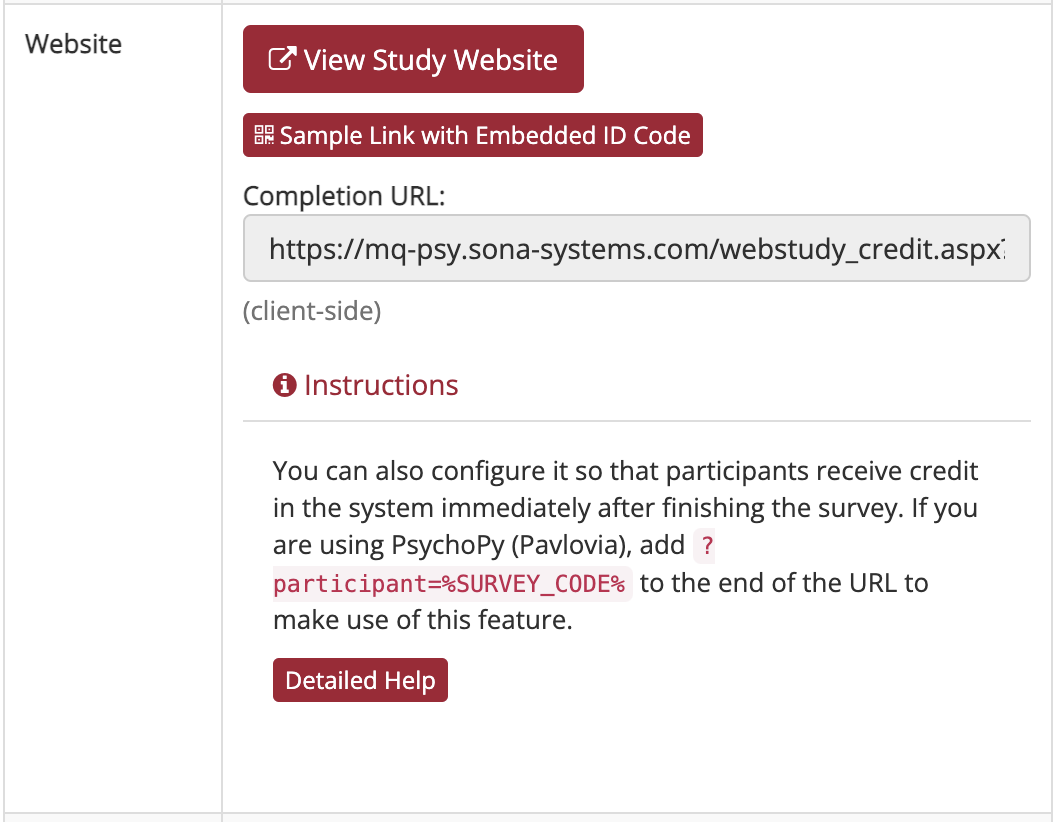 Website
View Study Website
Sample Link with Embedded ID Code
Completion URL:
https://mq-psy.sona-systems.com/webstudy_credit.aspx?
(client-side)
Instructions
You can also configure it so that participants receive credit
in the system immediately after finishing the survey. If you
are using PsychoPy (Pavlovia), add ?
participant=%SURVEY_CODE% to the end of the URL to
make use of this feature.
Detailed Help